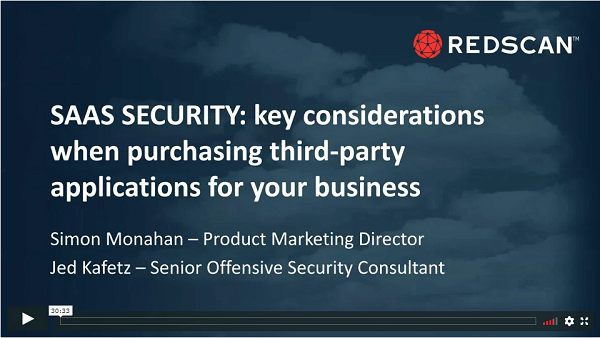 REDSCAN™
SAAS SECURITY: key considerations
when purchasing third-party
applications for your business
Simon Monahan – Product Marketing Director
Jed Kafetz – Senior Offensive Security Consultant
30:33